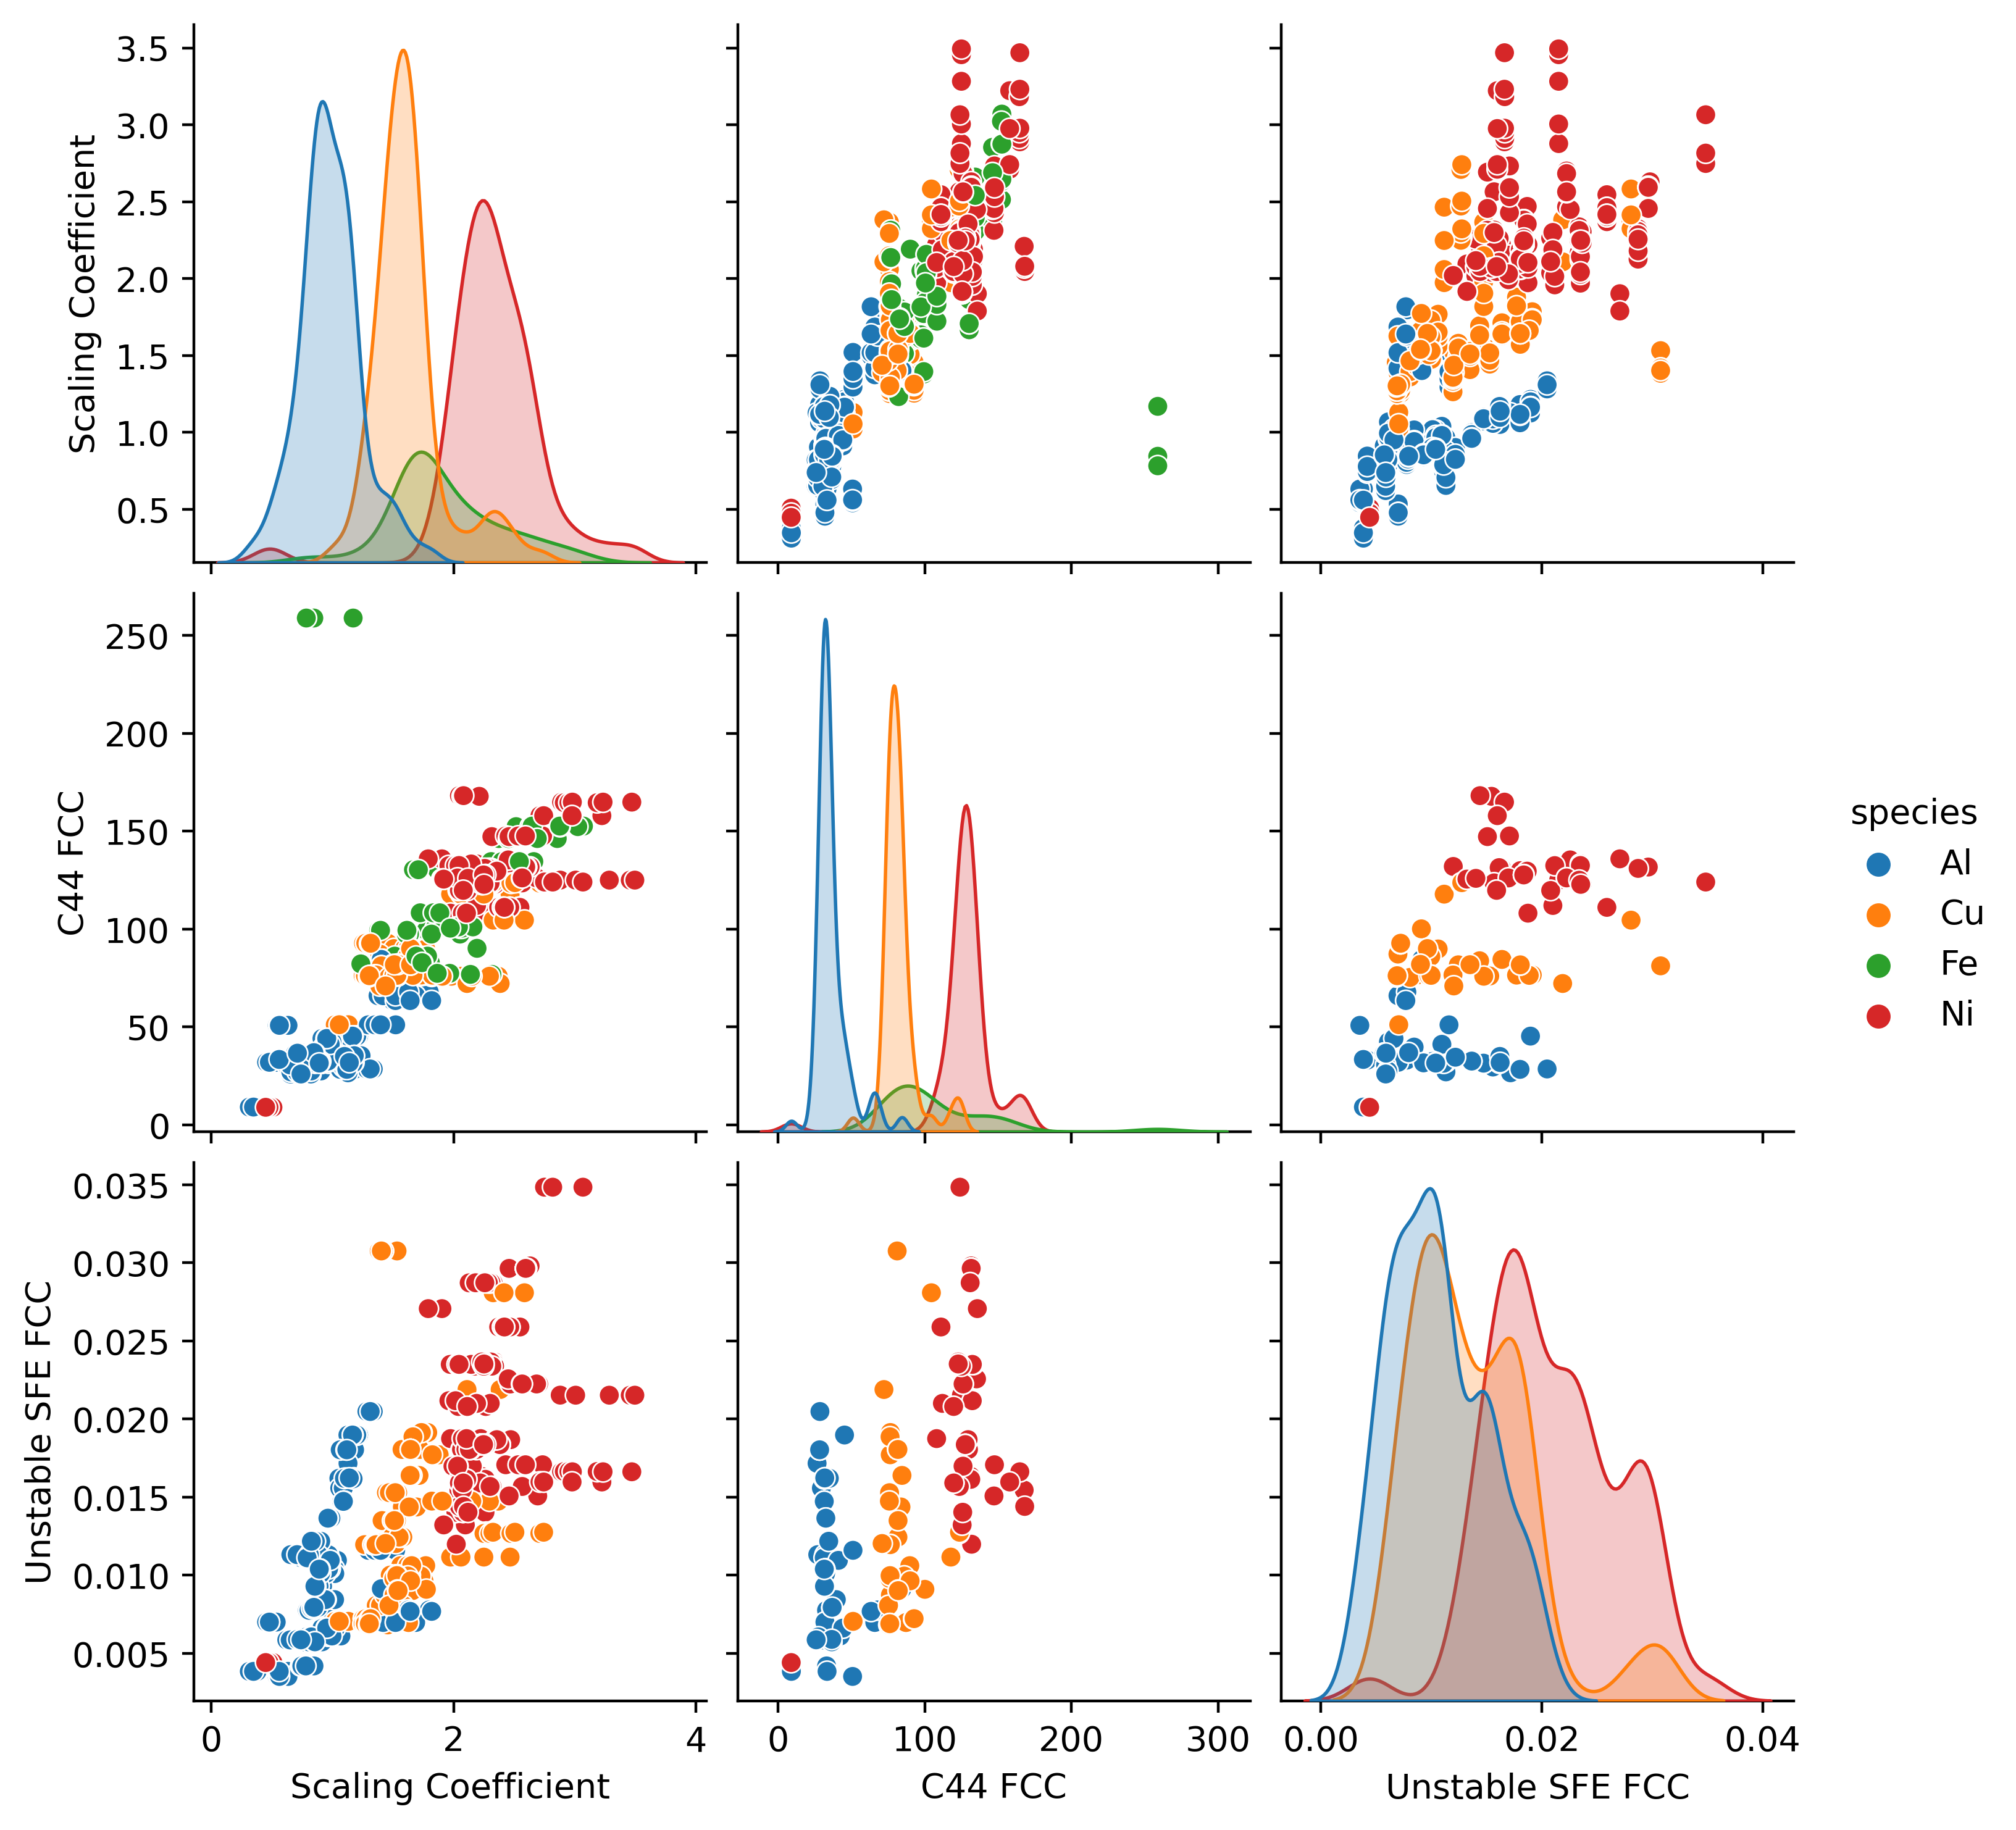 3.5
3.0
2.5
2.0
1.5
1.0
0.5
Scaling Coefficient
250
200
150
100
50
0
C44 FCC
0.035
0.030
0.025
0.020
0.015
0.010
0.005
Unstable SFE FCC
0 2 4
Scaling Coefficient
0 100 200 300
C44 FCC
0.00 0.02 0.04
Unstable SFE FCC
species
Al
Cu
Fe
Ni